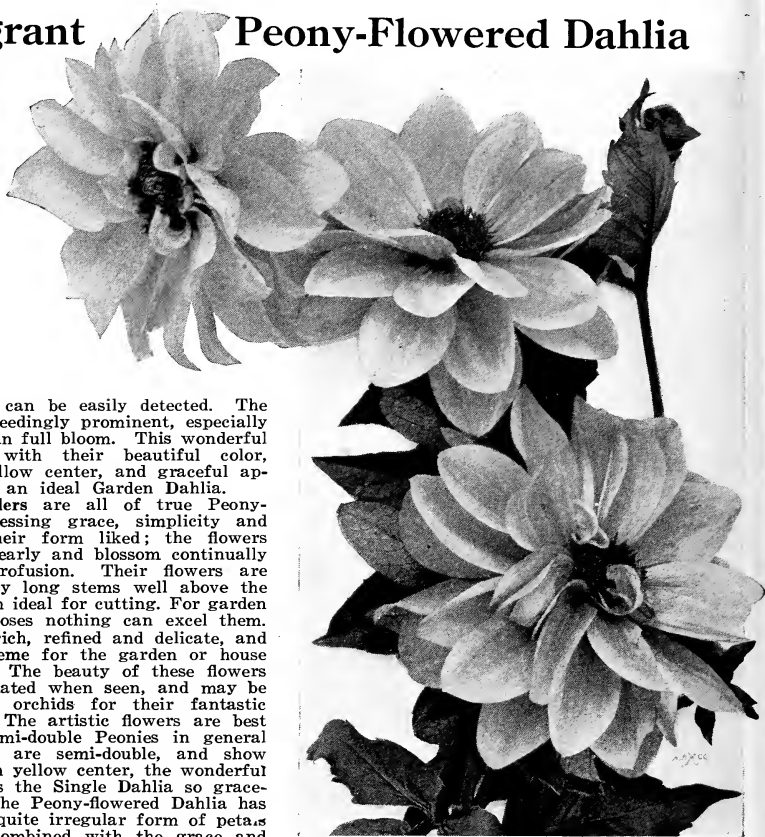 grant Peony-Flowered Dahlia
can be easily detected. The
eedingly prominent, especially
n full bloom. This wonderful
with their beautiful color,
llow center, and graceful ap-
an ideal Garden Dahlia.
lers are all of true Peony-
essing grace, simplicity and
heir form liked; the flowers
early and blossom continually
rofusion. Their flowers are
y long stems well above the
n ideal for cutting. For garden
oses nothing can excel them.
rich, refined and delicate, and
eme for the garden or house
The beauty of these flowers
ated when seen, and may be
orchids for their fantastic
The artistic flowers are best
mi-double Peonies in general
are semi-double, and show
n yellow center, the wonderful
s the Single Dahlia so grace-
he Peony-flowered Dahlia has
quite irregular form of petals
ombined with the grace and